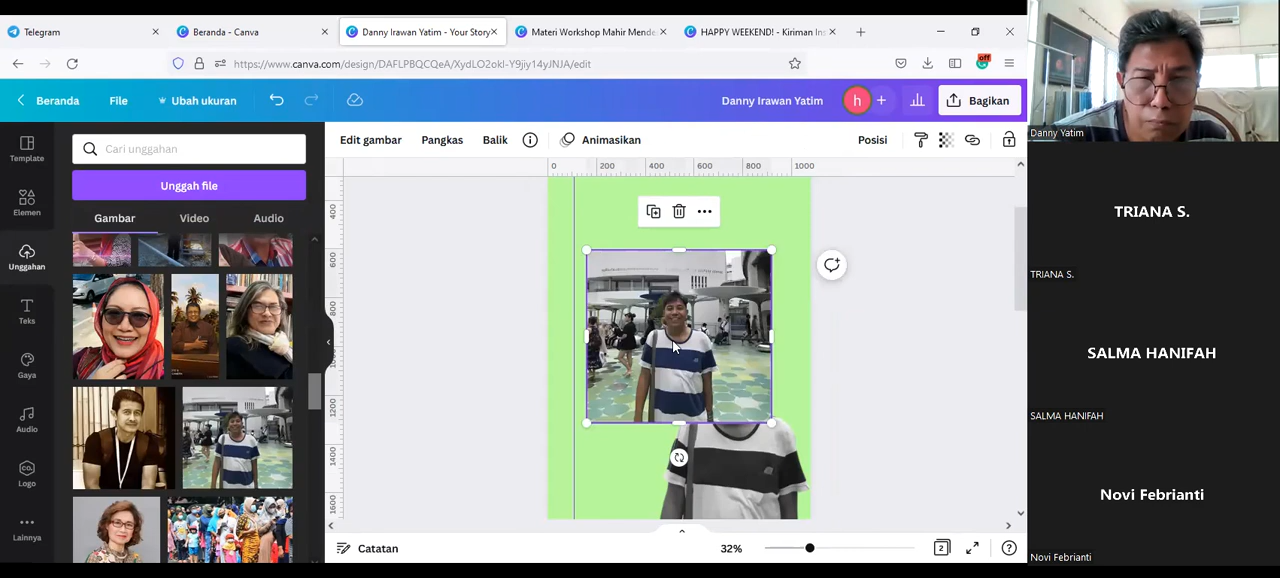 Telegram
Beranda - Canva
Danny Irawan Yatim - Your Story
Materi Workshop Mahir Mende
HAPPY WEEKEND! - Kiriman Ins
https://www.canva.com/design/DAFLPBQCQeA/XydLO2okl-Y9jiy14yJNJA/edit
off
Beranda
File
Ubah ukuran
Danny Irawan Yatim
h
Bagikan
Template
Elemen
Unggahan
Teks
Gaya
Audio
Logo
Lainnya
Cari unggahan
Unggah file
Gambar
Video
Audio
Edit gambar
Pangkas
Balik
Animasikan
Posisi
0
200
400
600
800
1000
400
600
800
1200
1400
1600
CO.
Catatan
32%
2
Danny Yatim
TRIANA S.
TRIANA S.
SALMA HANIFAH
SALMA HANIFAH
Novi Febrianti
Novi Febrianti